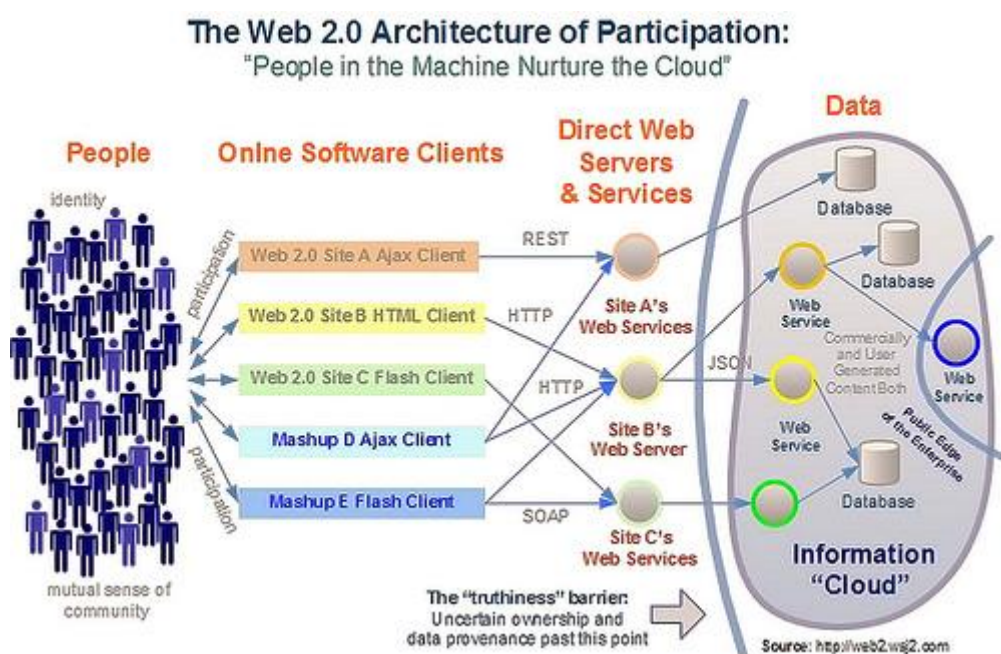 The Web 2.0 Architecture of Participation:
"People in the Machine Nurture the Cloud"
People
Onlne Software Clients
Direct Web
Servers
& Services
Data
identity
participation
participation
mutual sense of
community
Web 2.0 Site A Ajax Client
Web 2.0 Site B HTML Client
Web 2.0 Site C Flash Client
Mashup D Ajax Client
Mashup E Flash Client
REST
HTTP
HTTP
SOAP
JSON
Site A's
Web Services
Site B's
Web Server
Site C's
Web Services
Database
Database
Web
Service
Commercially
and User
Generated
Content Both
Web
Service
Web
Service
Public Edge
of the Enterprise
Database
Information
"Cloud"
The "truthiness" barrier:
Uncertain ownership and
data provenance past this point
Source: http://web2.wsj2.com